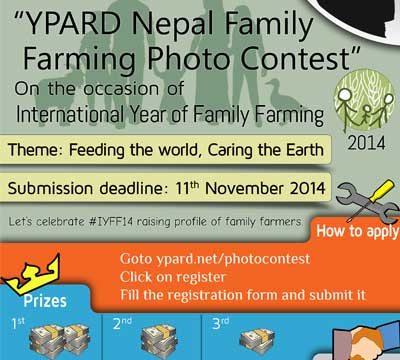 “YPARD Nepal Family
Farming Photo Contest”
On the occasion of
International Year of Family Farming
2014
Theme: Feeding the world, Caring the Earth
Submission deadline: 11th November 2014
Let's celebrate #IYFF14 raising profile of family farmers
How to apply
Goto ypard.net/photocontest
Click on register
Fill the registration form and submit it
Prizes
1st
2nd
3rd